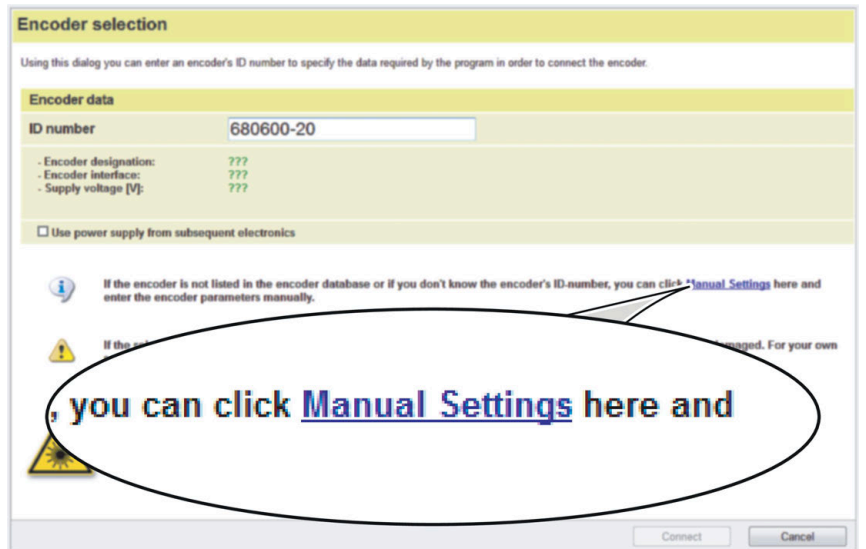 Encoder selection
Using this dialog you can enter an encoder's ID number to specify the data required by the program in order to connect the encoder.
Encoder data
ID number 680600-20
- Encoder designation: ???
- Encoder interface: ???
- Supply voltage [V]: ???
Use power supply from subsequent electronics
If the encoder is not listed in the encoder database or if you don't know the encoder's ID-number, you can click Manual Settings here and
enter the encoder parameters manually.
If the damaged. For your own
, you can click Manual Settings here and
Connect Cancel